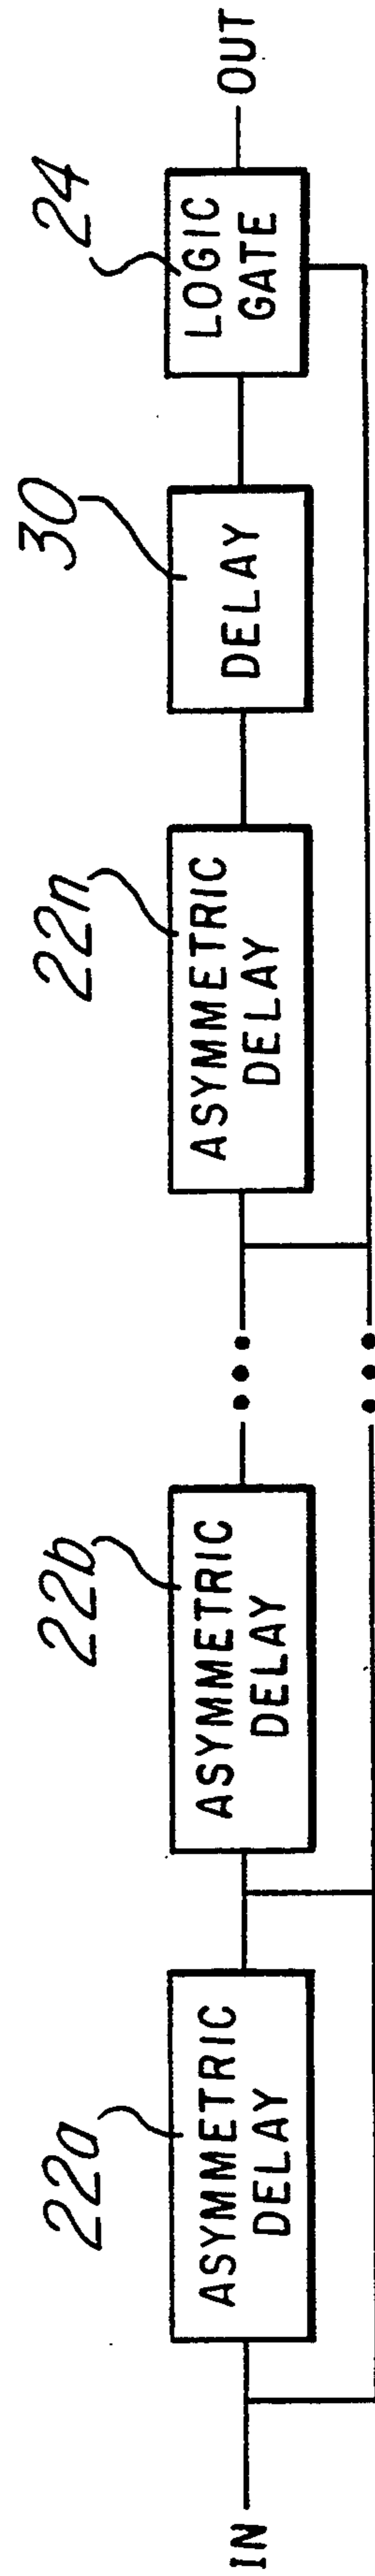 IN
22a
ASYMMETRIC
DELAY
22b
ASYMMETRIC
DELAY
22n
ASYMMETRIC
DELAY
30
DELAY
24
LOGIC
GATE
OUT